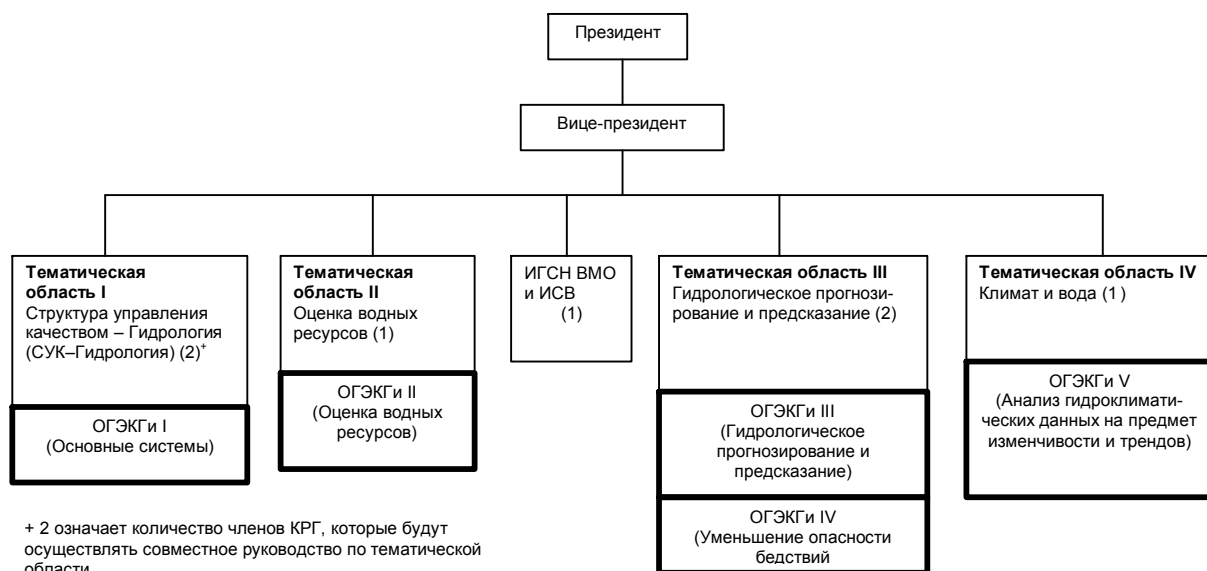 Президент
Вице-президент
Тематическая
область I
Структура управления
качеством – Гидрология
(СУК–Гидрология) (2)+
ОГЭКГи I
(Основные системы)
Тематическая
область II
Оценка водных
ресурсов (1)
ОГЭКГи II
(Оценка водных
ресурсов)
ИГСН ВМО
и ИСВ
(1)
Тематическая область III
Гидрологическое прогнози-
рование и предсказание (2)
ОГЭКГи III
(Гидрологическое
прогнозирование и
предсказание)
ОГЭКГи IV
(Уменьшение опасности
бедствий
Тематическая область IV
Климат и вода (1)
ОГЭКГи V
(Анализ гидроклимати-
ческих данных на предмет
изменчивости и трендов)
+ 2 означает количество членов КРГ, которые будут
осуществлять совместное руководство по тематической
области